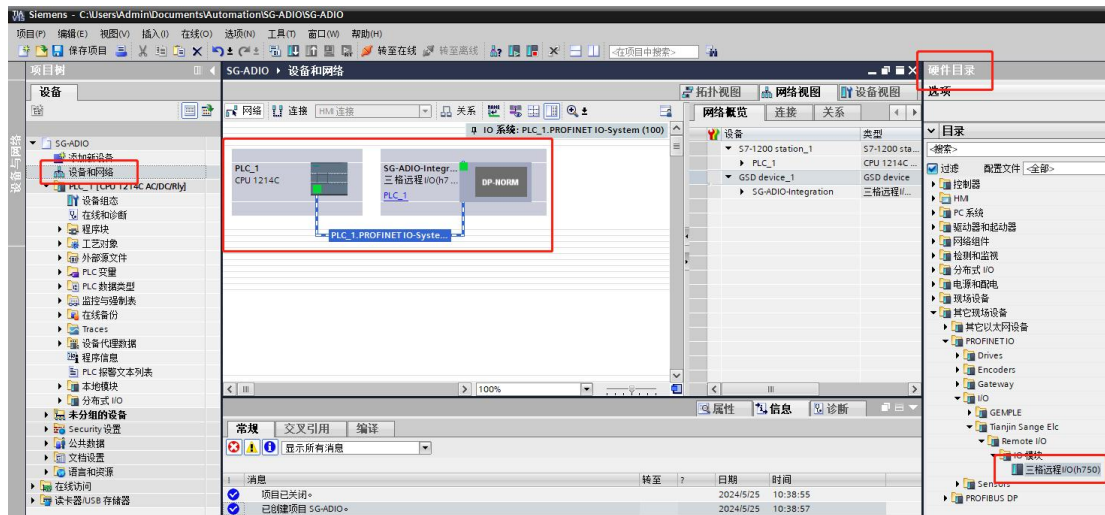 Siemens - C:\Users\Admin\Documents\Automation\SG-ADIO\SG-ADIO
项目(P) 编辑(E) 视图(V) 插入(I) 在线(O) 选项(N) 工具(T) 窗口(W) 帮助(H)
保存项目 转至在线 转至离线 <在项目中搜索>
项目树
SG-ADIO ▸ 设备和网络
硬件目录
设备
拓扑视图 网络视图 设备视图
选项
网络 连接 HMI 连接 关系
网络概览 连接 关系
IO 系统: PLC_1.PROFINET IO-System (100)
设备 类型
目录
SG-ADIO
添加新设备
设备和网络
PLC_1 [CPU 1214C AC/DC/Rly]
设备组态
在线和诊断
程序块
工艺对象
外部源文件
PLC 变量
PLC 数据类型
监控与强制表
在线备份
Traces
设备代理数据
程序信息
PLC 报警文本列表
本地模块
分布式 I/O
未分组的设备
Security 设置
公共数据
文档设置
语言和资源
在线访问
读卡器/USB 存储器
设备与网络
PLC_1
CPU 1214C
SG-ADIO-Integr...
三格远程I/O(h7...
PLC_1
DP-NORM
PLC_1.PROFINET IO-Syste...
S7-1200 station_1 S7-1200 sta...
PLC_1 CPU 1214C ...
GSD device_1 GSD device
SG-ADIO-Integration 三格远程I/...
100%
<搜索>
过滤 配置文件 <全部>
控制器
HMI
PC 系统
驱动器和起动器
网络组件
检测和监视
分布式 I/O
电源和配电
现场设备
其它现场设备
其它以太网设备
PROFINET IO
Drives
Encoders
Gateway
I/O
GEMPLE
Tianjin Sange Elc
Remote I/O
IO 模块
三格远程I/O(h750)
Sensors
PROFIBUS DP
属性 信息 诊断
常规 交叉引用 编译
显示所有消息
! 消息 转至 ? 日期 时间
项目已关闭。 2024/5/25 10:38:55
已创建项目 SG-ADIO。 2024/5/25 10:38:57